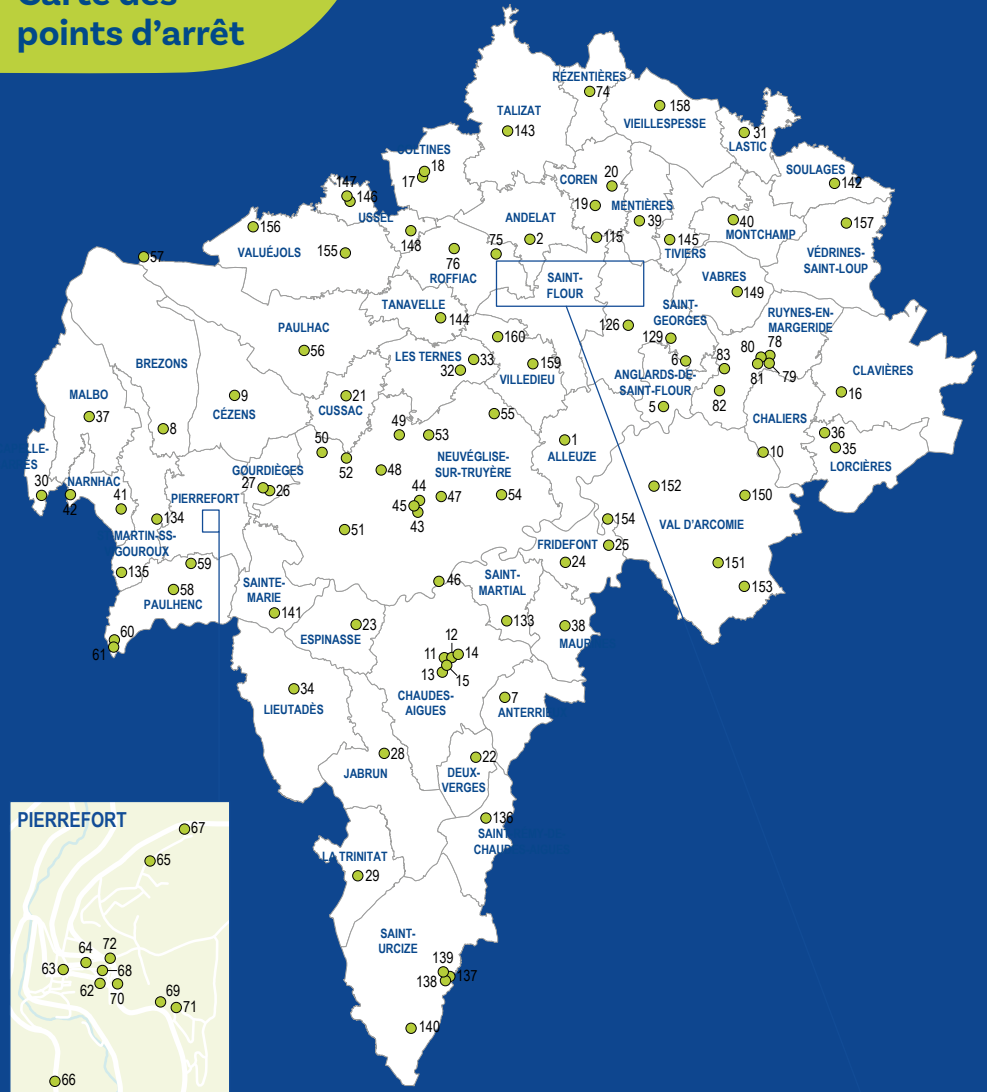 Carte des
points d'arrêt
RÉZENTIÈRES
74
158
TALIZAT
VIEILLESPESSE
143
31
LASTIC
18
17
COREN
20
SOULAGES
142
147
146
USSEL
19
MENTIÈRES
ANDELAT
39
40
MONTCHAMP
157
156
148
2
115
145
TIVIERS
VÉDRINES-
SAINT-LOUP
VALUÉJOLS
155
76
ROFFIAC
75
57
SAINT-
FLOUR
VABRES
149
TANAVELLE
144
SAINT-
GEORGES
RUYNES-EN-
MARGERIDE
PAULHAC
126
129
160
56
LES TERNES
33
32
159
VILLEDIEU
6
83
80
78
81
79
BREZONS
ANGLARDS-DE-
SAINT-FLOUR
CLAVIÈRES
MALBO
9
CÉZENS
21
CUSSAC
5
82
16
37
8
49
53
55
CHALIERS
1
ALLEUZE
36
35
LORCIÈRES
50
52
NEUVÉGLISE-
SUR-TRUYÈRE
10
GOURDIÈGES
27
26
48
30
NARNHAC
42
41
PIERREFORT
44
45
43
47
54
152
150
134
51
154
VAL D'ARCOMIE
MARTIN-SS-
GOUROUX
FRIDEFONT
25
59
24
151
135
58
PAULHENC
SAINTE-
MARIE
46
SAINT-
MARTIAL
153
141
23
ESPINASSE
133
38
60
61
12
11
14
13
15
34
LIEUTADÈS
CHAUDES-
AIGUES
7
28
JABRUN
22
DEUX-
VERGES
136
LA TRINITAT
29
SAINT-
URCIZE
139
137
138
140
PIERREFORT
67
65
64
72
63
68
62
70
69
71
66